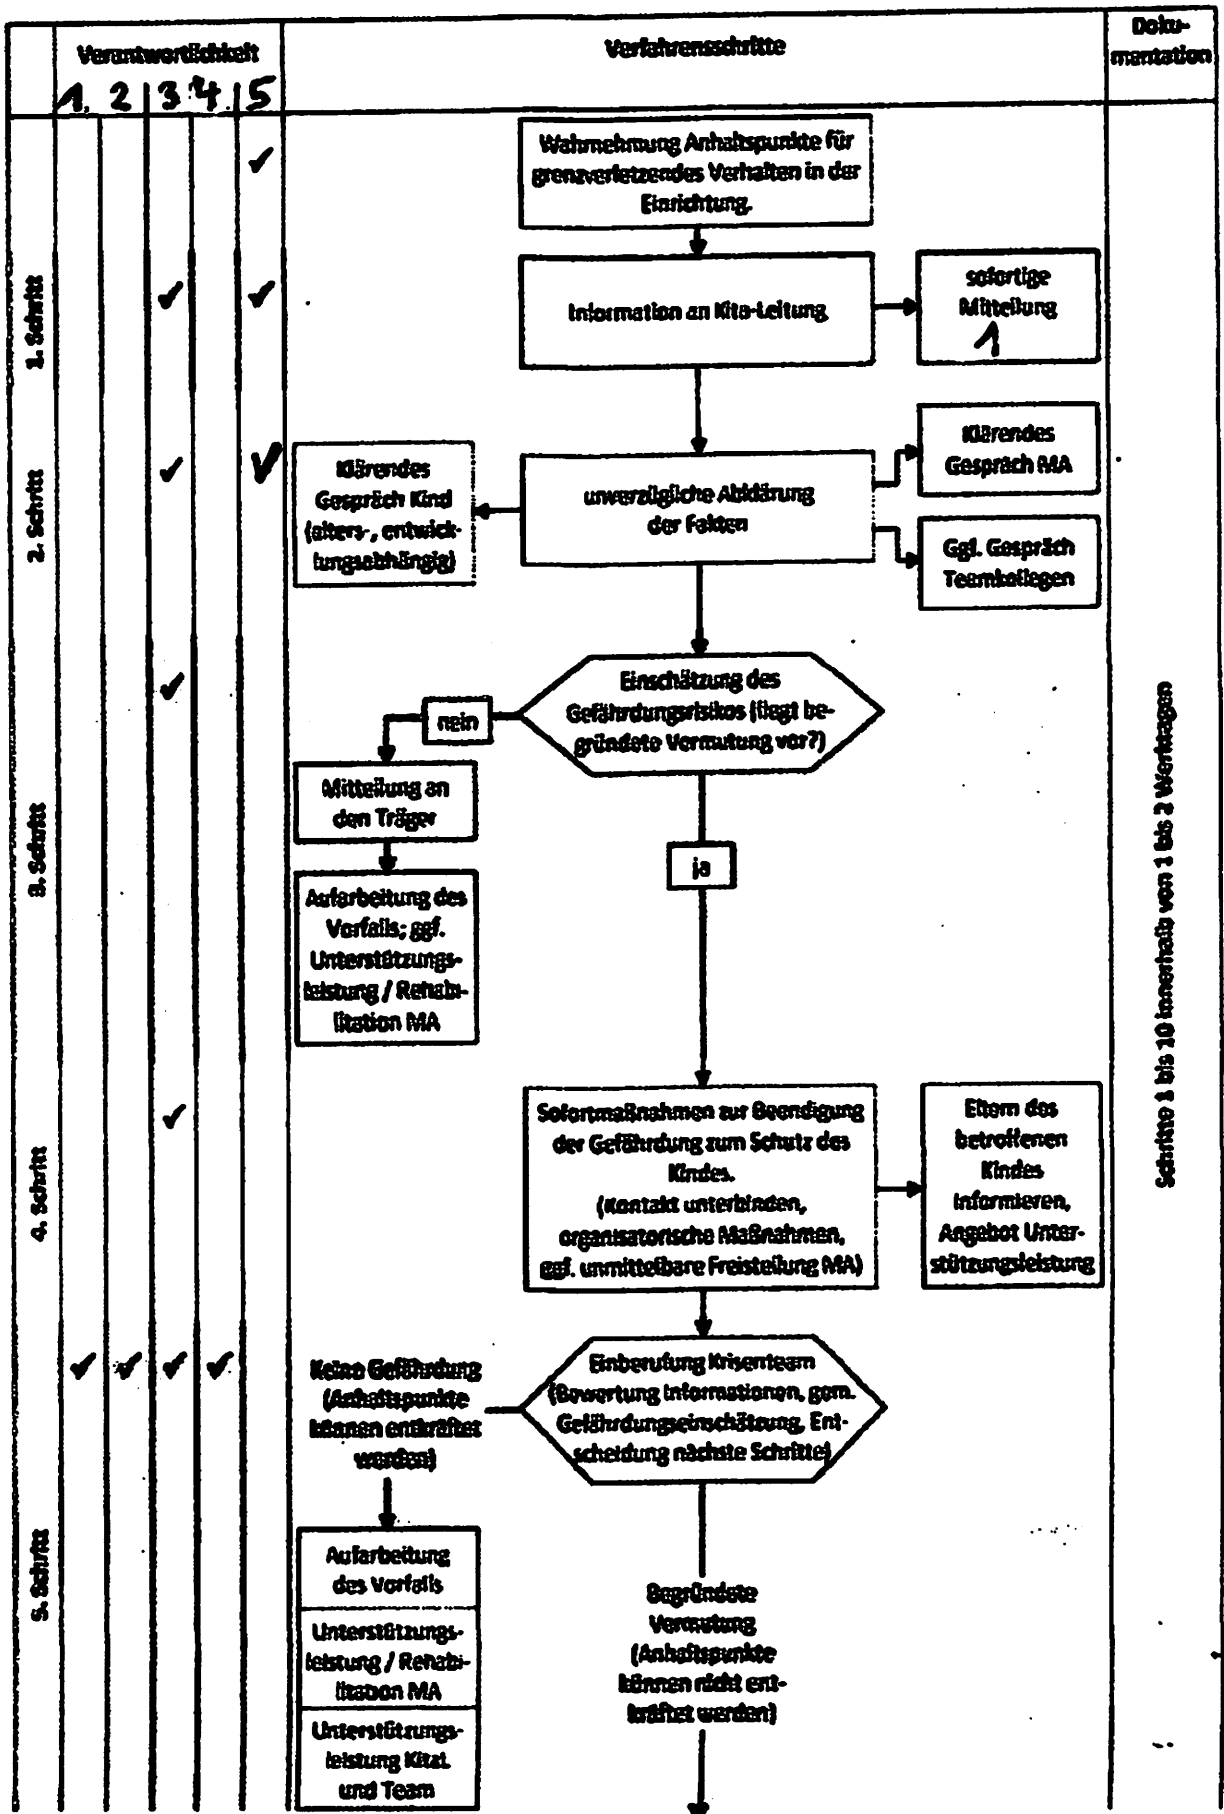 Verantwortlichkeit
Verfahrensschritte
Doku-
mentation
1. 2 3 4. 5
Wahrnehmung Anhaltspunkte für
grenzverletzendes Verhalten in der
Einrichtung.
1. Schritt
Information an Kita-Leitung
sofortige
Mitteilung
1
2. Schritt
Klärendes
Gespräch Kind
(alters-, entwick-
lungsabhängig)
unverzügliche Abklärung
der Fakten
Klärendes
Gespräch MA
Ggf. Gespräch
Teamkollegen
3. Schritt
Einschätzung des
Gefährdungsrisikos (liegt be-
gründete Vermutung vor?)
nein
Mitteilung an
den Träger
Aufarbeitung des
Vorfalls; ggf.
Unterstützungs-
leistung / Rehabi-
litation MA
ja
4. Schritt
Sofortmaßnahmen zur Beendigung
der Gefährdung zum Schutz des
Kindes.
(Kontakt unterbinden,
organisatorische Maßnahmen,
ggf. unmittelbare Freistellung MA)
Eltern des
betroffenen
Kindes
informieren,
Angebot Unter-
stützungsleistung
5. Schritt
Einberufung Krisenteam
(Bewertung Informationen, gem.
Gefährdungseinschätzung, Ent-
scheidung nächste Schritte)
Keine Gefährdung
(Anhaltspunkte
können entkräftet
werden)
Aufarbeitung
des Vorfalls
Unterstützungs-
leistung / Rehabi-
litation MA
Unterstützungs-
leistung Kita
und Team
Begründete
Vermutung
(Anhaltspunkte
können nicht ent-
kräftet werden)
Schritte 1 bis 10 innerhalb von 1 bis 2 Werktagen